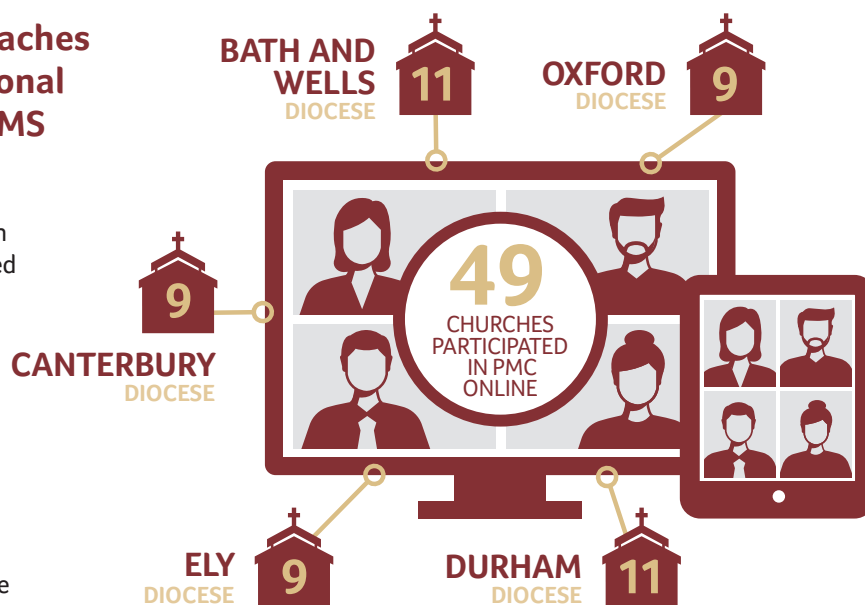 aches
onal
MS
n
ed
e
BATH AND
WELLS
DIOCESE
11
OXFORD
DIOCESE
9
9
CANTERBURY
DIOCESE
49
CHURCHES
PARTICIPATED
IN PMC
ONLINE
ELY
DIOCESE
9
DURHAM
DIOCESE
11